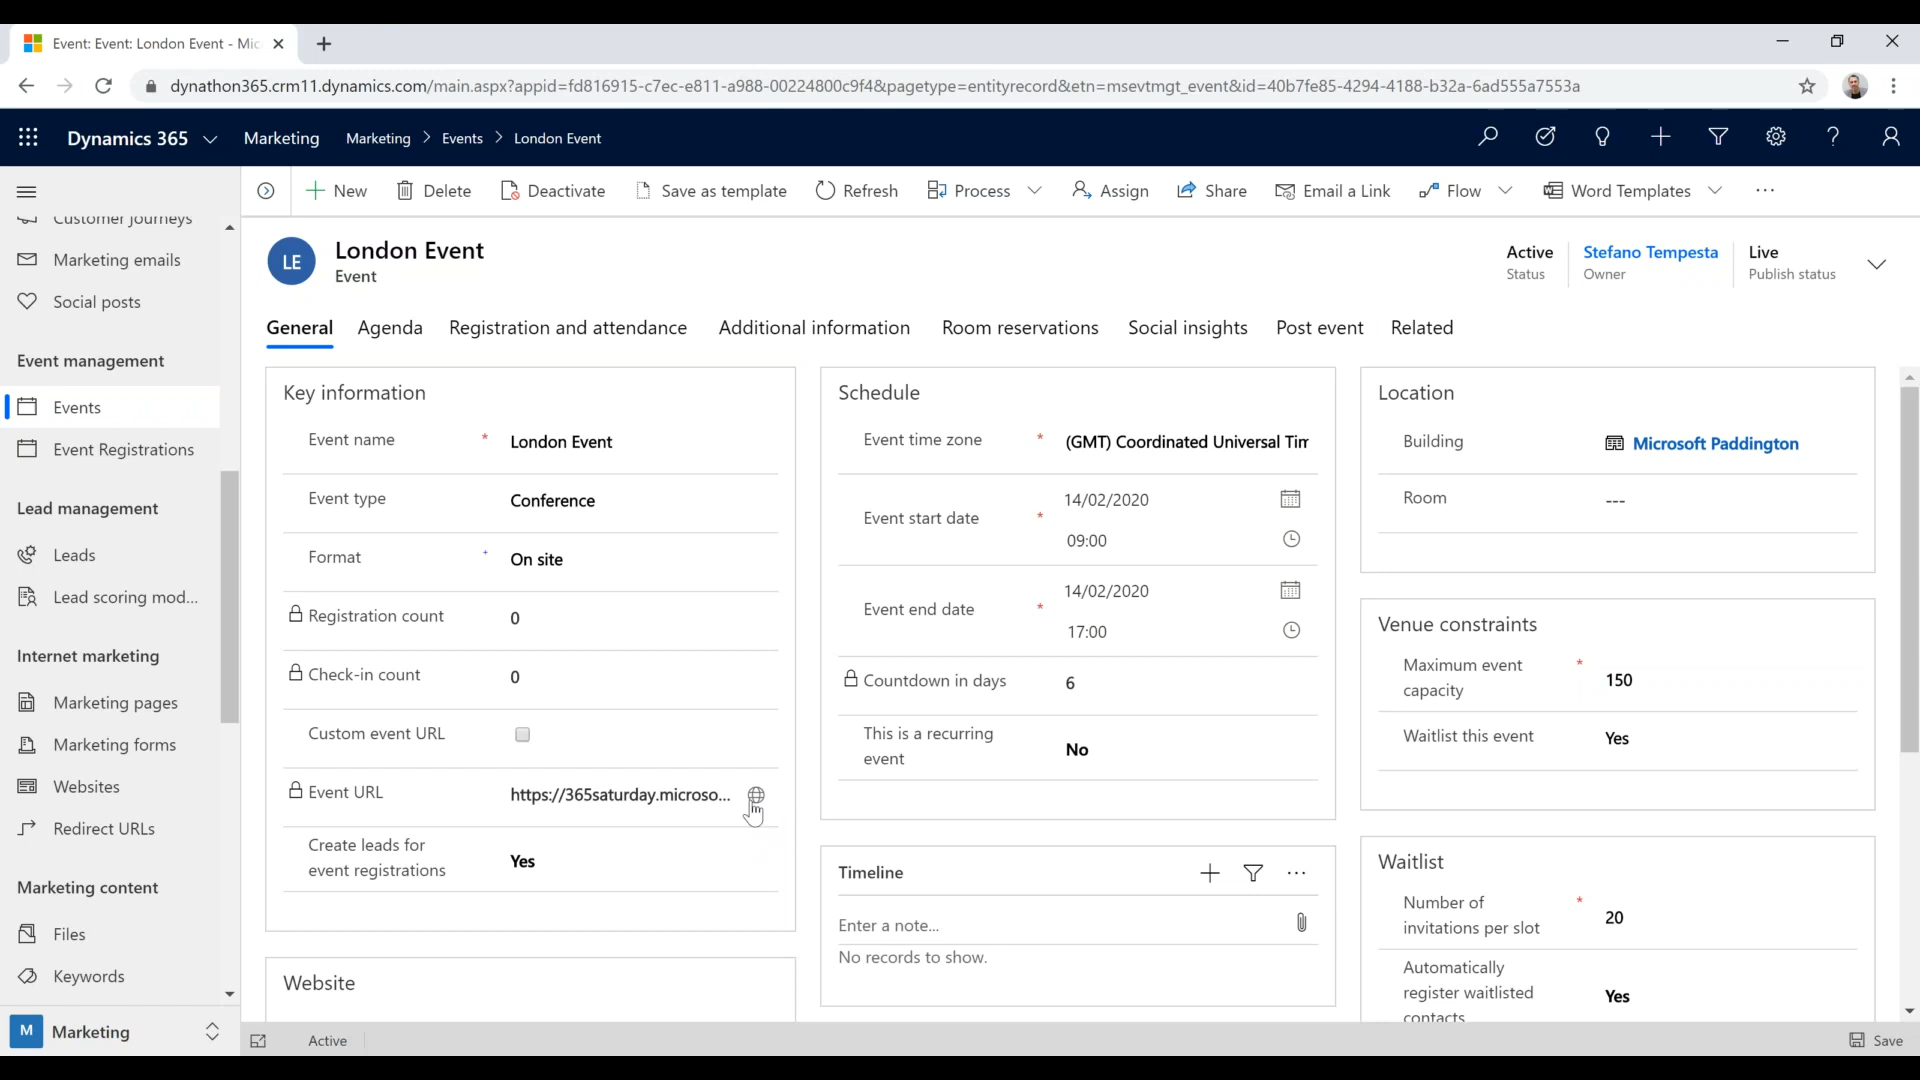 Event: Event: London Event - Mic
dynathon365.crm11.dynamics.com/main.aspx?appid=fd816915-c7ec-e811-a988-00224800c9f4&pagetype=entityrecord&etn=msevtmgt_event&id=40b7fe85-4294-4188-b32a-6ad555a7553a
Dynamics 365 Marketing Marketing > Events > London Event
New Delete Deactivate Save as template Refresh Process Assign Share Email a Link Flow Word Templates ...
Customer journeys
Marketing emails
Social posts
Event management
Events
Event Registrations
Lead management
Leads
Lead scoring mod...
Internet marketing
Marketing pages
Marketing forms
Websites
Redirect URLs
Marketing content
Files
Keywords
M Marketing
LE
London Event
Event
Active
Status
Stefano Tempesta
Owner
Live
Publish status
General Agenda Registration and attendance Additional information Room reservations Social insights Post event Related
Key information
Event name * London Event
Event type Conference
Format + On site
Registration count 0
Check-in count 0
Custom event URL
Event URL https://365saturday.microso...
Create leads for
event registrations
Yes
Website
Schedule
Event time zone * (GMT) Coordinated Universal Tim
Event start date *
14/02/2020
09:00
Event end date *
14/02/2020
17:00
Countdown in days 6
This is a recurring
event
No
Timeline
Enter a note...
No records to show.
Location
Building Microsoft Paddington
Room ---
Venue constraints
Maximum event
capacity
* 150
Waitlist this event Yes
Waitlist
Number of
invitations per slot
* 20
Automatically
register waitlisted
contacts
Yes
Active
Save